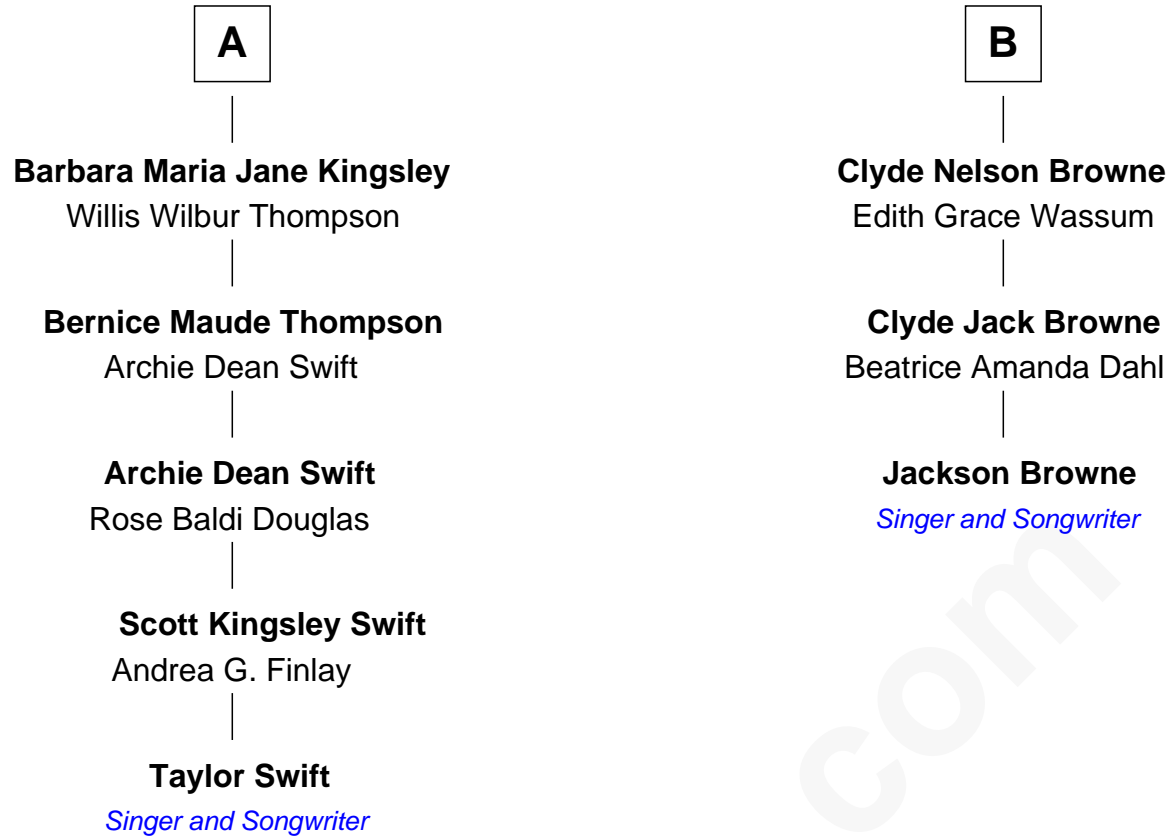 A
Barbara Maria Jane Kingsley
Willis Wilbur Thompson
Bernice Maude Thompson
Archie Dean Swift
Archie Dean Swift
Rose Baldi Douglas
Scott Kingsley Swift
Andrea G. Finlay
Taylor Swift
Singer and Songwriter
B
Clyde Nelson Browne
Edith Grace Wassum
Clyde Jack Browne
Beatrice Amanda Dahl
Jackson Browne
Singer and Songwriter
com